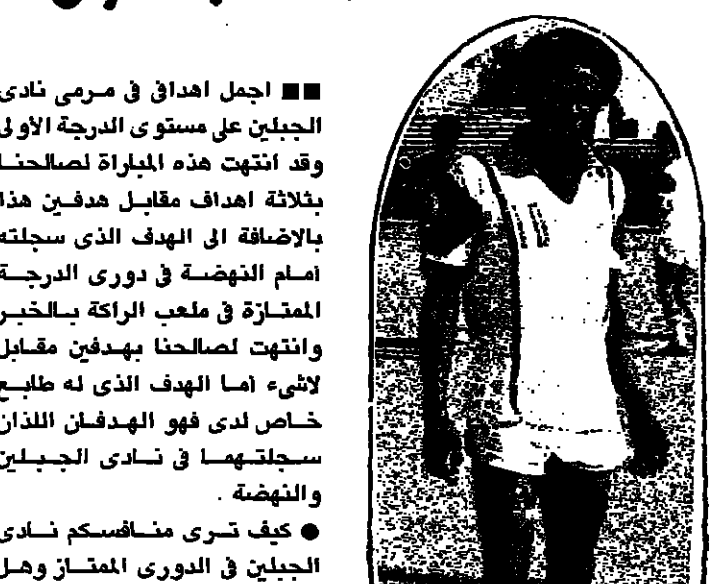 ■■ اجمل اهدافى فى مرمى نادى
الجبلين على مستوى الدرجة الأولى
وقد انتهت هذه المباراة لصالحنا
بثلاثة اهداف مقابل هدفين هذا
بالاضافة الى الهدف الذى سجلته
أمام النهضة فى دورى الدرجة
الممتازة فى ملعب الراكة بالخبر
وانتهت لصالحنا بهدفين مقابل
لاشىء أما الهدف الذى له طابع
خاص لدى فهو الهدفان اللذان
سجلتهما فى نادى الجبلين
والنهضة .
● كيف ترى منافسكم نادى
الجبلين فى الدورى الممتاز وهل